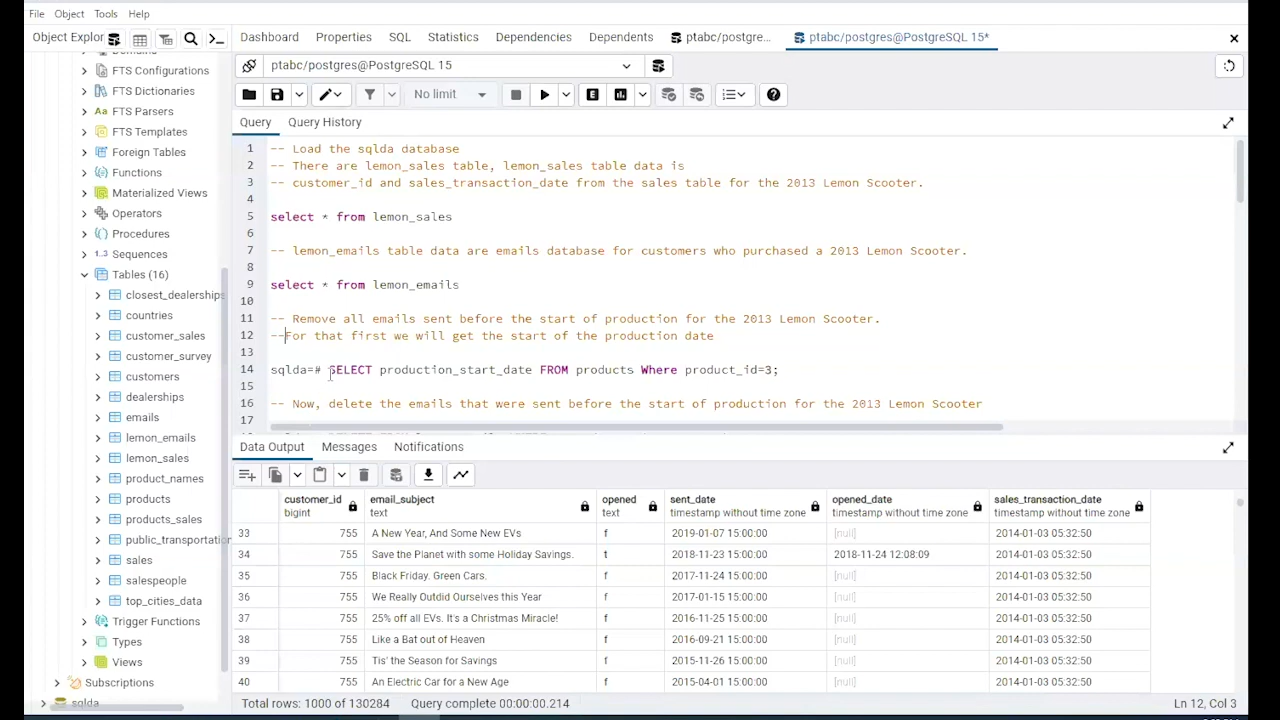 File Object Tools Help
Object Explor
Dashboard Properties SQL Statistics Dependencies Dependents ptabc/postgre... ptabc/postgres@PostgreSQL 15*
FTS Configurations
FTS Dictionaries
FTS Parsers
FTS Templates
Foreign Tables
Functions
Materialized Views
Operators
Procedures
1..3 Sequences
Tables (16)
closest_dealerships
countries
customer_sales
customer_survey
customers
dealerships
emails
lemon_emails
lemon_sales
product_names
products
products_sales
public_transportatio
sales
salespeople
top_cities_data
Trigger Functions
Types
Views
Subscriptions
sqlda
ptabc/postgres@PostgreSQL 15
No limit
Query Query History
1 -- Load the sqlda database
2 -- There are lemon_sales table, lemon_sales table data is
3 -- customer_id and sales_transaction_date from the sales table for the 2013 Lemon Scooter.
4
5 select * from lemon_sales
6
7 -- lemon_emails table data are emails database for customers who purchased a 2013 Lemon Scooter.
8
9 select * from lemon_emails
10
11 -- Remove all emails sent before the start of production for the 2013 Lemon Scooter.
12 --For that first we will get the start of the production date
13
14 sqlda=# SELECT production_start_date FROM products Where product_id=3;
15
16 -- Now, delete the emails that were sent before the start of production for the 2013 Lemon Scooter
17
Data Output Messages Notifications
customer_id email_subject opened sent_date opened_date sales_transaction_date
bigint text text timestamp without time zone timestamp without time zone timestamp without time zone
33 755 A New Year, And Some New EVs f 2019-01-07 15:00:00 [null] 2014-01-03 05:32:50
34 755 Save the Planet with some Holiday Savings. t 2018-11-23 15:00:00 2018-11-24 12:08:09 2014-01-03 05:32:50
35 755 Black Friday. Green Cars. f 2017-11-24 15:00:00 [null] 2014-01-03 05:32:50
36 755 We Really Outdid Ourselves this Year f 2017-01-15 15:00:00 [null] 2014-01-03 05:32:50
37 755 25% off all EVs. It's a Christmas Miracle! f 2016-11-25 15:00:00 [null] 2014-01-03 05:32:50
38 755 Like a Bat out of Heaven f 2016-09-21 15:00:00 [null] 2014-01-03 05:32:50
39 755 Tis' the Season for Savings f 2015-11-26 15:00:00 [null] 2014-01-03 05:32:50
40 755 An Electric Car for a New Age f 2015-04-01 15:00:00 [null] 2014-01-03 05:32:50
Total rows: 1000 of 130284 Query complete 00:00:00.214 Ln 12, Col 3